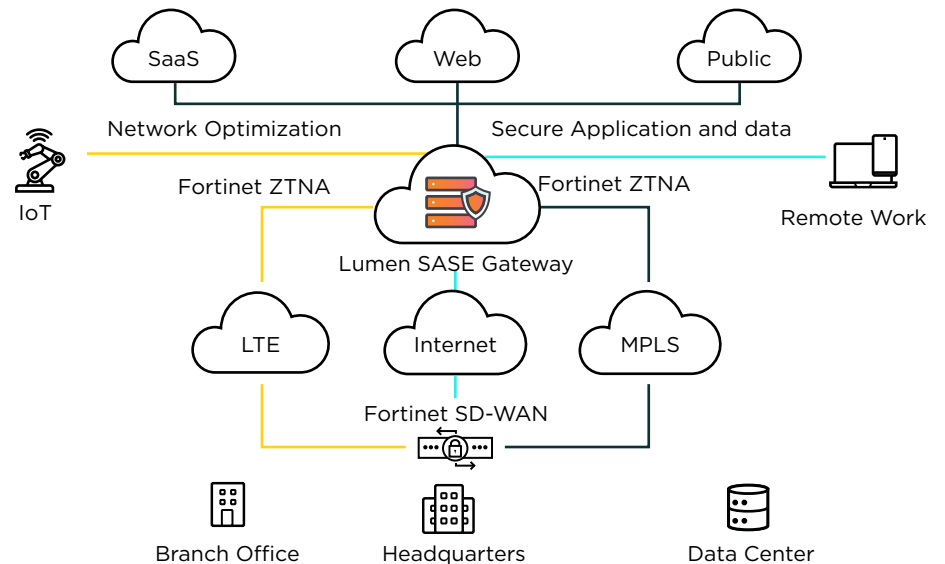 SaaS
Web
Public
Network Optimization
Secure Application and data
Fortinet ZTNA
Fortinet ZTNA
IoT
Remote Work
Lumen SASE Gateway
LTE
Internet
MPLS
Fortinet SD-WAN
Branch Office
Headquarters
Data Center